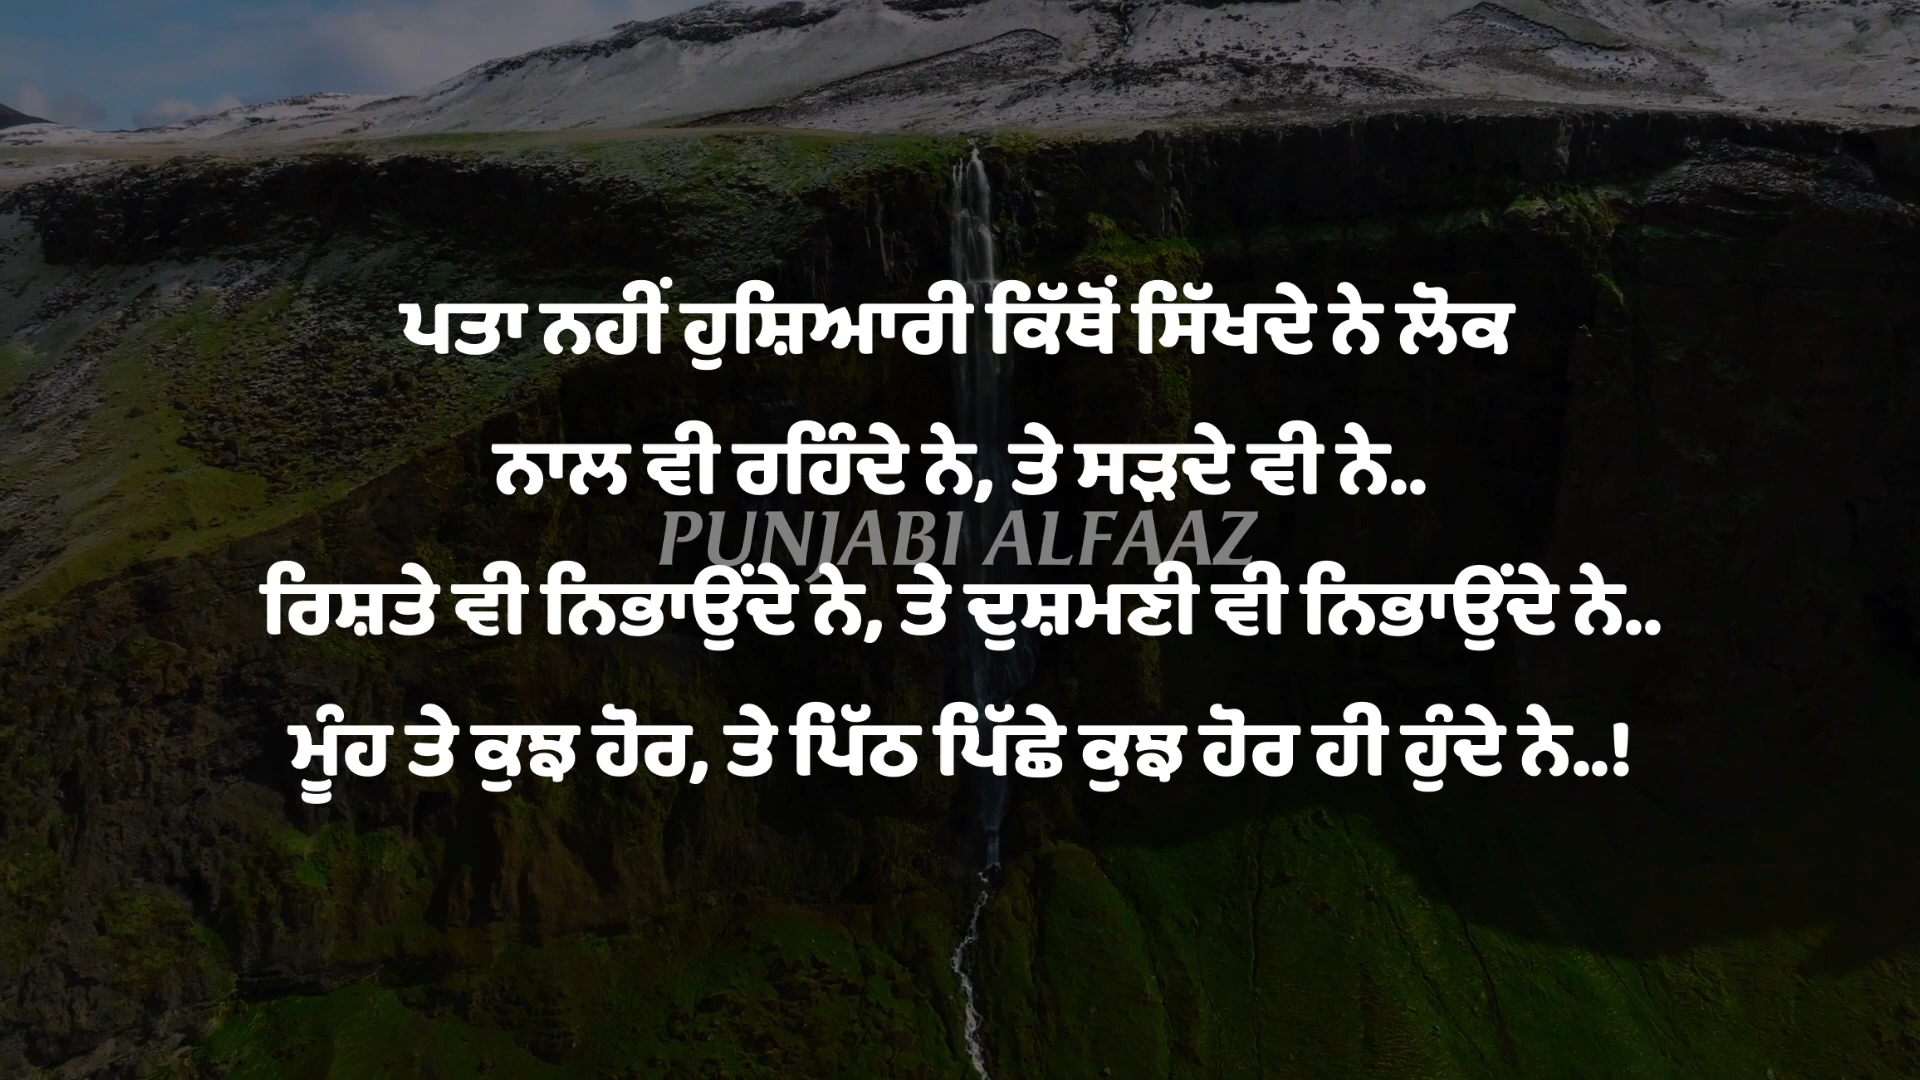 ਪਤਾ ਨਹੀਂ ਹੁਸ਼ਿਆਰੀ ਕਿੱਥੋਂ ਸਿੱਖਦੇ ਨੇ ਲੋਕ
ਨਾਲ ਵੀ ਰਹਿੰਦੇ ਨੇ, ਤੇ ਸੜਦੇ ਵੀ ਨੇ..
PUNJABI ALFAAZ
ਰਿਸ਼ਤੇ ਵੀ ਨਿਭਾਉਂਦੇ ਨੇ, ਤੇ ਦੁਸ਼ਮਣੀ ਵੀ ਨਿਭਾਉਂਦੇ ਨੇ..
ਮੂੰਹ ਤੇ ਕੁਝ ਹੋਰ, ਤੇ ਪਿੱਠ ਪਿੱਛੇ ਕੁਝ ਹੋਰ ਹੀ ਹੁੰਦੇ ਨੇ..!